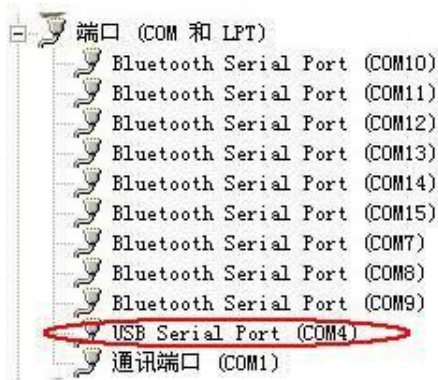 端口 (COM 和 LPT)
Bluetooth Serial Port (COM10)
Bluetooth Serial Port (COM11)
Bluetooth Serial Port (COM12)
Bluetooth Serial Port (COM13)
Bluetooth Serial Port (COM14)
Bluetooth Serial Port (COM15)
Bluetooth Serial Port (COM7)
Bluetooth Serial Port (COM8)
Bluetooth Serial Port (COM9)
USB Serial Port (COM4)
通讯端口 (COM1)